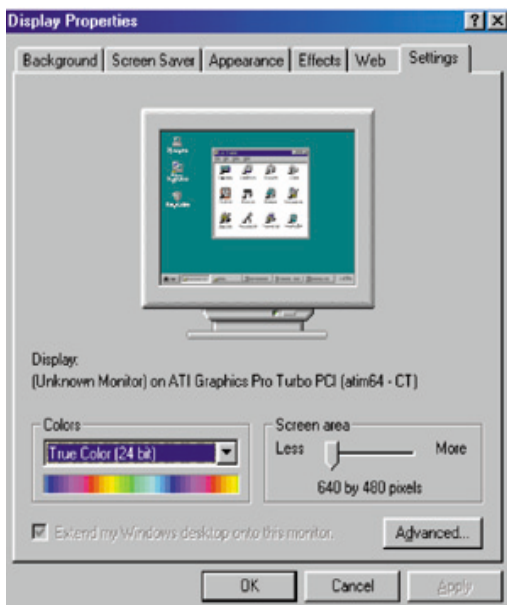 Display Properties
Background Screen Saver Appearance Effects Web Settings
Display:
(Unknown Monitor) on ATI Graphics Pro Turbo PCI (atim64 - CT)
Colors
True Color (24 bit)
Screen area
Less More
640 by 480 pixels
Extend my Windows desktop onto this monitor.
Advanced...
OK Cancel Apply